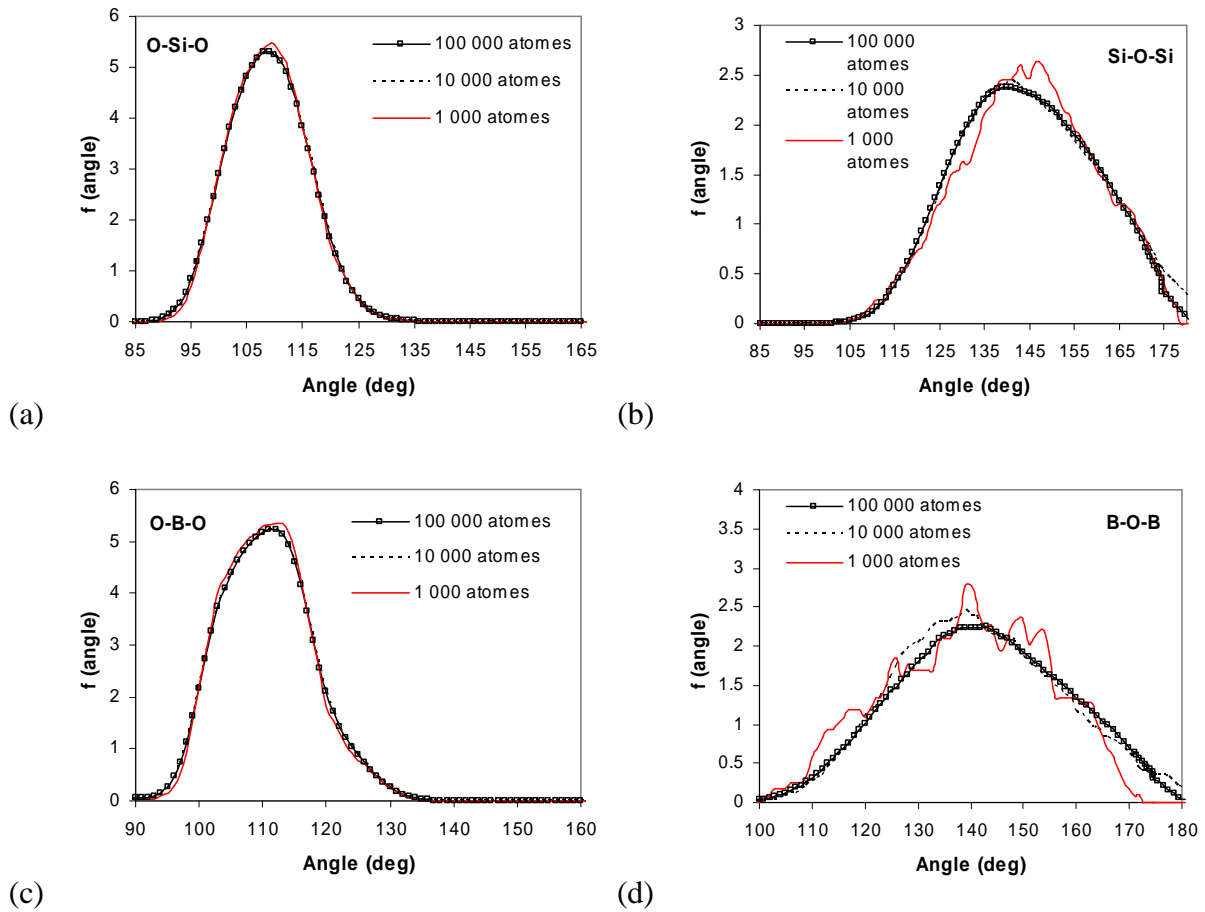 O-Si-O
100 000 atomes
10 000 atomes
1 000 atomes
f (angle)
6
5
4
3
2
1
0
85 95 105 115 125 135 145 155 165
Angle (deg)
(a)
Si-O-Si
100 000
atomes
10 000
atomes
1 000
atomes
f (angle)
3
2.5
2
1.5
1
0.5
0
85 95 105 115 125 135 145 155 165 175
Angle (deg)
(b)
O-B-O
100 000 atomes
10 000 atomes
1 000 atomes
f (angle)
6
5
4
3
2
1
0
90 100 110 120 130 140 150 160
Angle (deg)
(c)
B-O-B
100 000 atomes
10 000 atomes
1 000 atomes
f (angle)
4
3.5
3
2.5
2
1.5
1
0.5
0
100 110 120 130 140 150 160 170 180
Angle (deg)
(d)